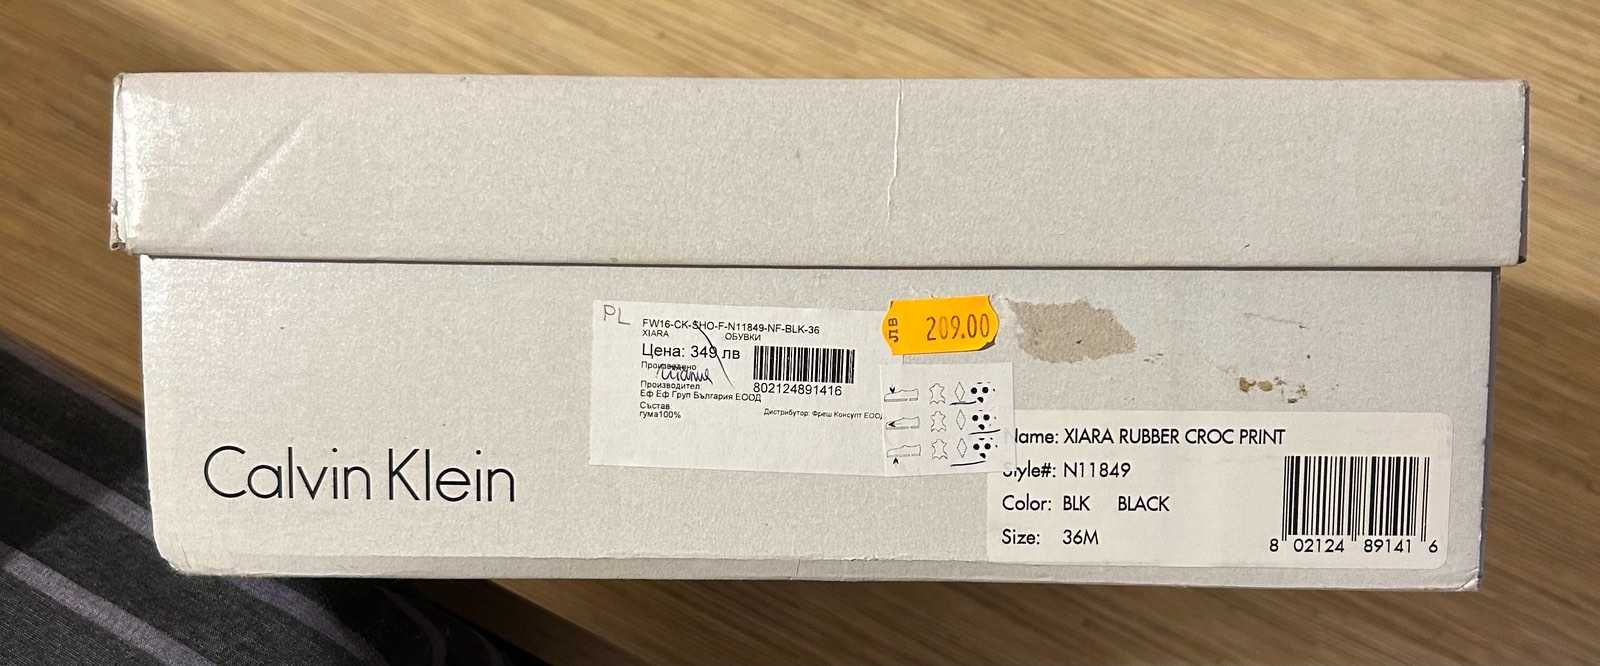 Calvin Klein
PL
FW16-CK-SHO-F-N11849-NF-BLK-36
XIARA ОБУВКИ
Цена: 349 лв
Произведено
802124891416
Производител
Еф Еф Груп България ЕООД
Състав
гума100%
Дистрибутор: Фреш Консулт ЕООД
ЛВ 209.00
Name: XIARA RUBBER CROC PRINT
Style#: N11849
Color: BLK BLACK
Size: 36M
8 02124 89141 6